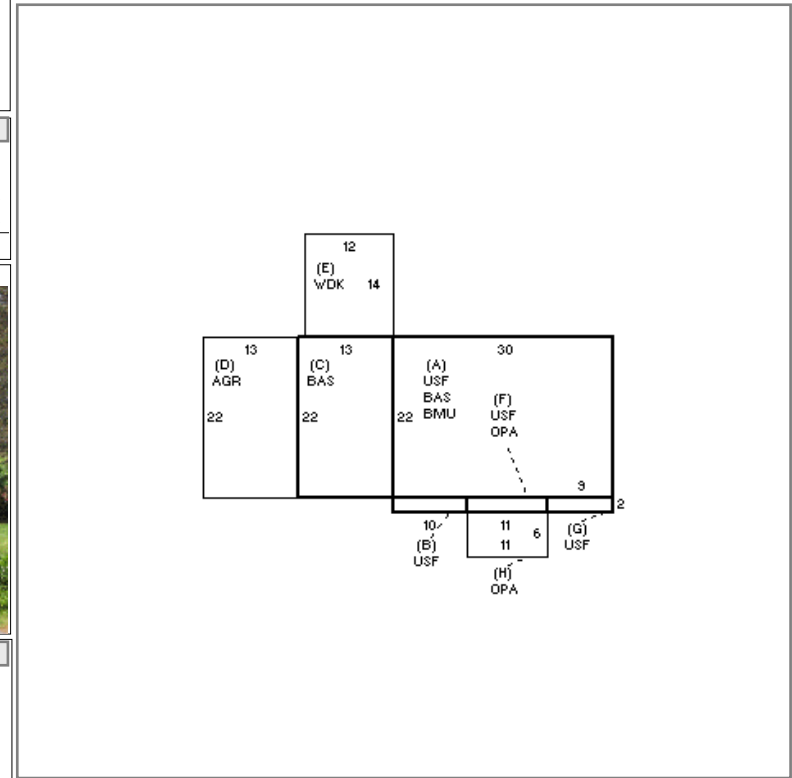 12
(E)
WDK 14
13
(D)
AGR
22
13
(C)
BAS
22
30
(A)
USF
BAS
BMU
22
(F)
USF
OPA
9
2
10
(B)
USF
11
11
6
(G)
USF
(H)
OPA